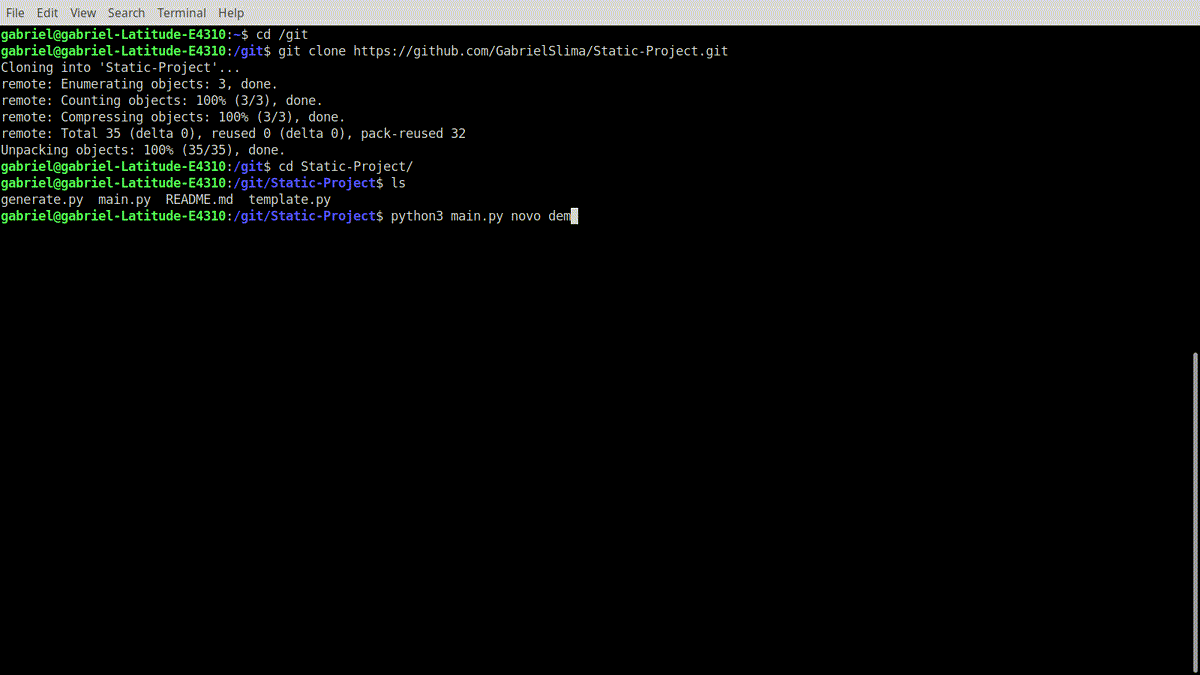 File Edit View Search Terminal Help
gabriel@gabriel-Latitude-E4310:~$ cd /git
gabriel@gabriel-Latitude-E4310:/git$ git clone https://github.com/GabrielSlima/Static-Project.git
Cloning into 'Static-Project'...
remote: Enumerating objects: 3, done.
remote: Counting objects: 100% (3/3), done.
remote: Compressing objects: 100% (3/3), done.
remote: Total 35 (delta 0), reused 0 (delta 0), pack-reused 32
Unpacking objects: 100% (35/35), done.
gabriel@gabriel-Latitude-E4310:/git$ cd Static-Project/
gabriel@gabriel-Latitude-E4310:/git/Static-Project$ ls
generate.py  main.py  README.md  template.py
gabriel@gabriel-Latitude-E4310:/git/Static-Project$ python3 main.py novo dem